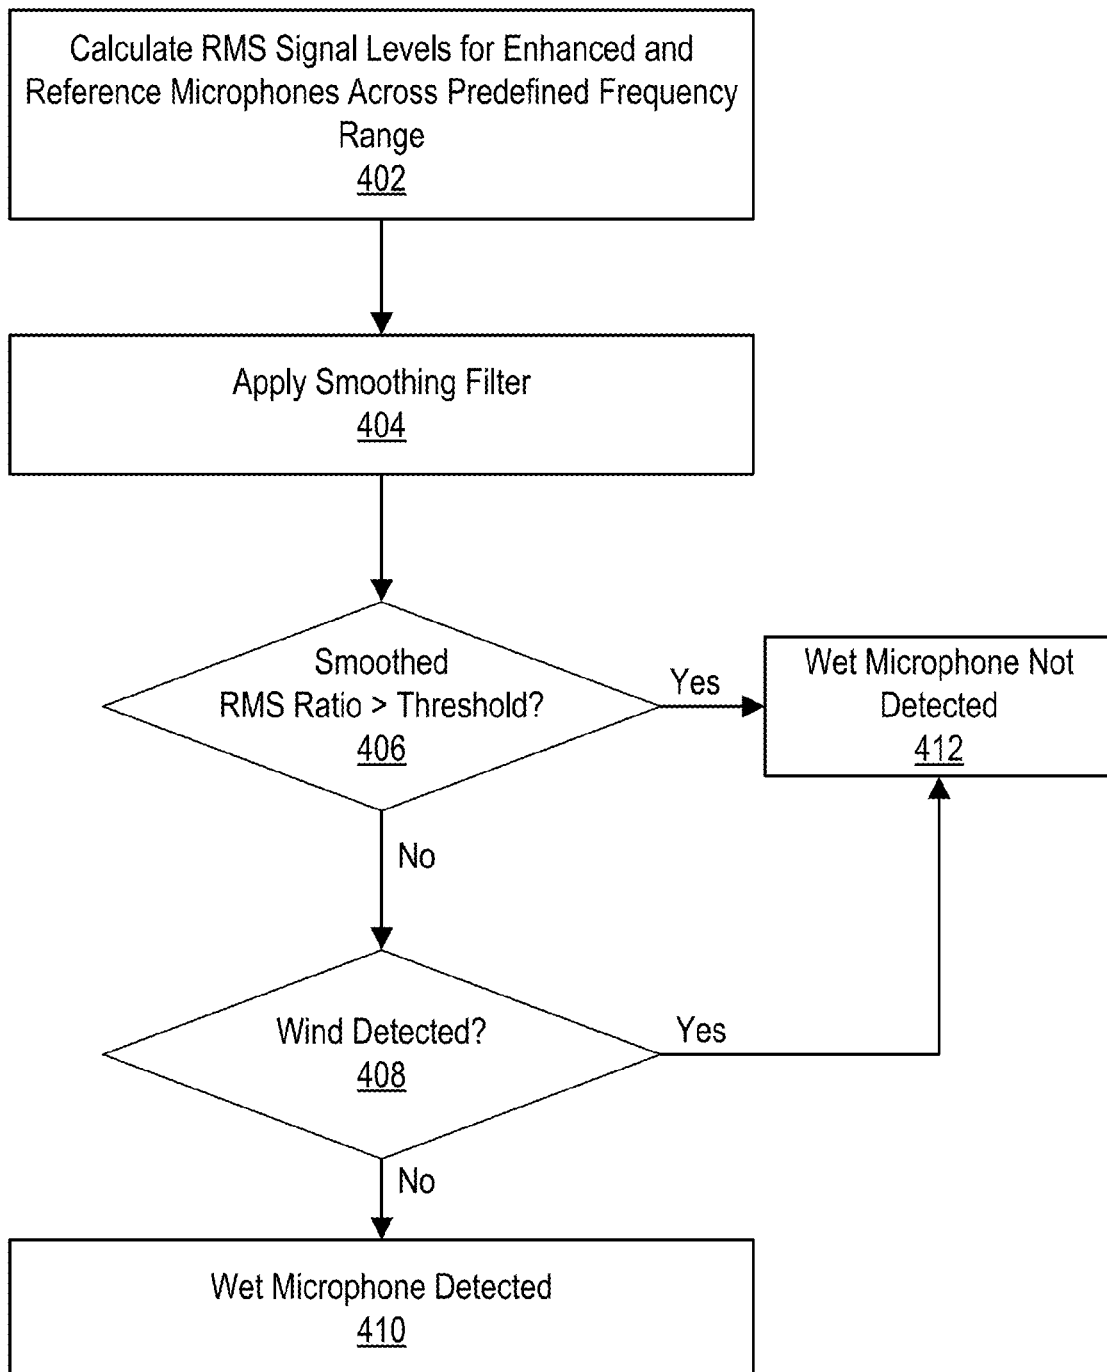 Calculate RMS Signal Levels for Enhanced and
Reference Microphones Across Predefined Frequency
Range
402
Apply Smoothing Filter
404
Smoothed
RMS Ratio > Threshold?
406
Yes
Wet Microphone Not
Detected
412
No
Wind Detected?
408
Yes
No
Wet Microphone Detected
410